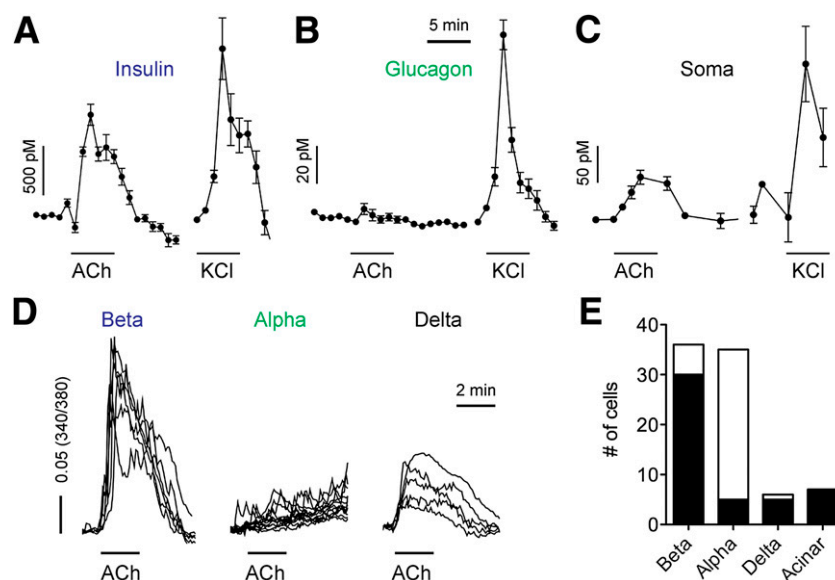 A
B
C
5 min
Insulin
Glucagon
Soma
500 pM
20 pM
50 pM
ACh
KCl
ACh
KCl
ACh
KCl
D
E
Beta
Alpha
Delta
2 min
0.05 (340/380)
ACh
ACh
ACh
# of cells
40
30
20
10
0
Beta
Alpha
Delta
Acinar